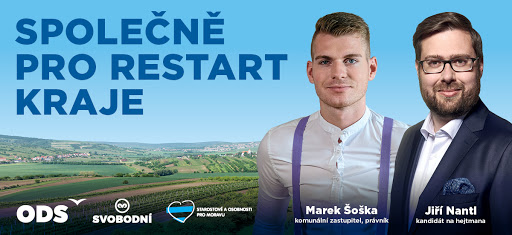 SPOLEČNĚ
PRO RESTART
KRAJE
Marek Šoška
komunální zastupitel, právník
Jiří Nantl
kandidát na hejtmana
ODS
SVOBODNÍ
STAROSTOVÉ A OSOBNOSTI
PRO MORAVU